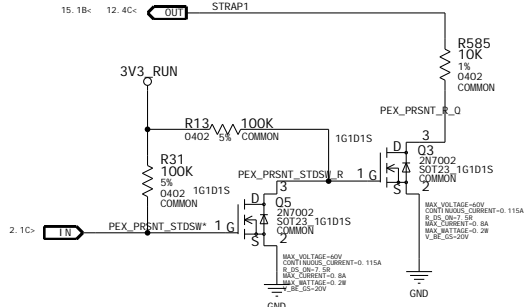 15.1B< 12.4C< OUT STRAP1
R585
10K
1%
0402
COMMON
3V3_RUN
PEX_PRSNT_R_Q
R13 100K
0402 5% COMMON
1G1D1S
3
D
Q3
2N7002
SOT23_1G1D1S
COMMON
1 G
S
2
R31
100K
5%
0402
COMMON
1G1D1S
PEX_PRSNT_STDSW_R
3
D
Q5
2N7002
SOT23_1G1D1S
COMMON
2.1C> IN PEX_PRSNT_STDSW* 1 G
S
2
MAX_VOLTAGE=60V
CONTINUOUS_CURRENT=0.115A
R_DS_ON=7.5R
MAX_CURRENT=0.8A
MAX_WATTAGE=0.2W
V_BE_GS=20V
MAX_VOLTAGE=60V
CONTINUOUS_CURRENT=0.115A
R_DS_ON=7.5R
MAX_CURRENT=0.8A
MAX_WATTAGE=0.2W
V_BE_GS=20V
GND
GND